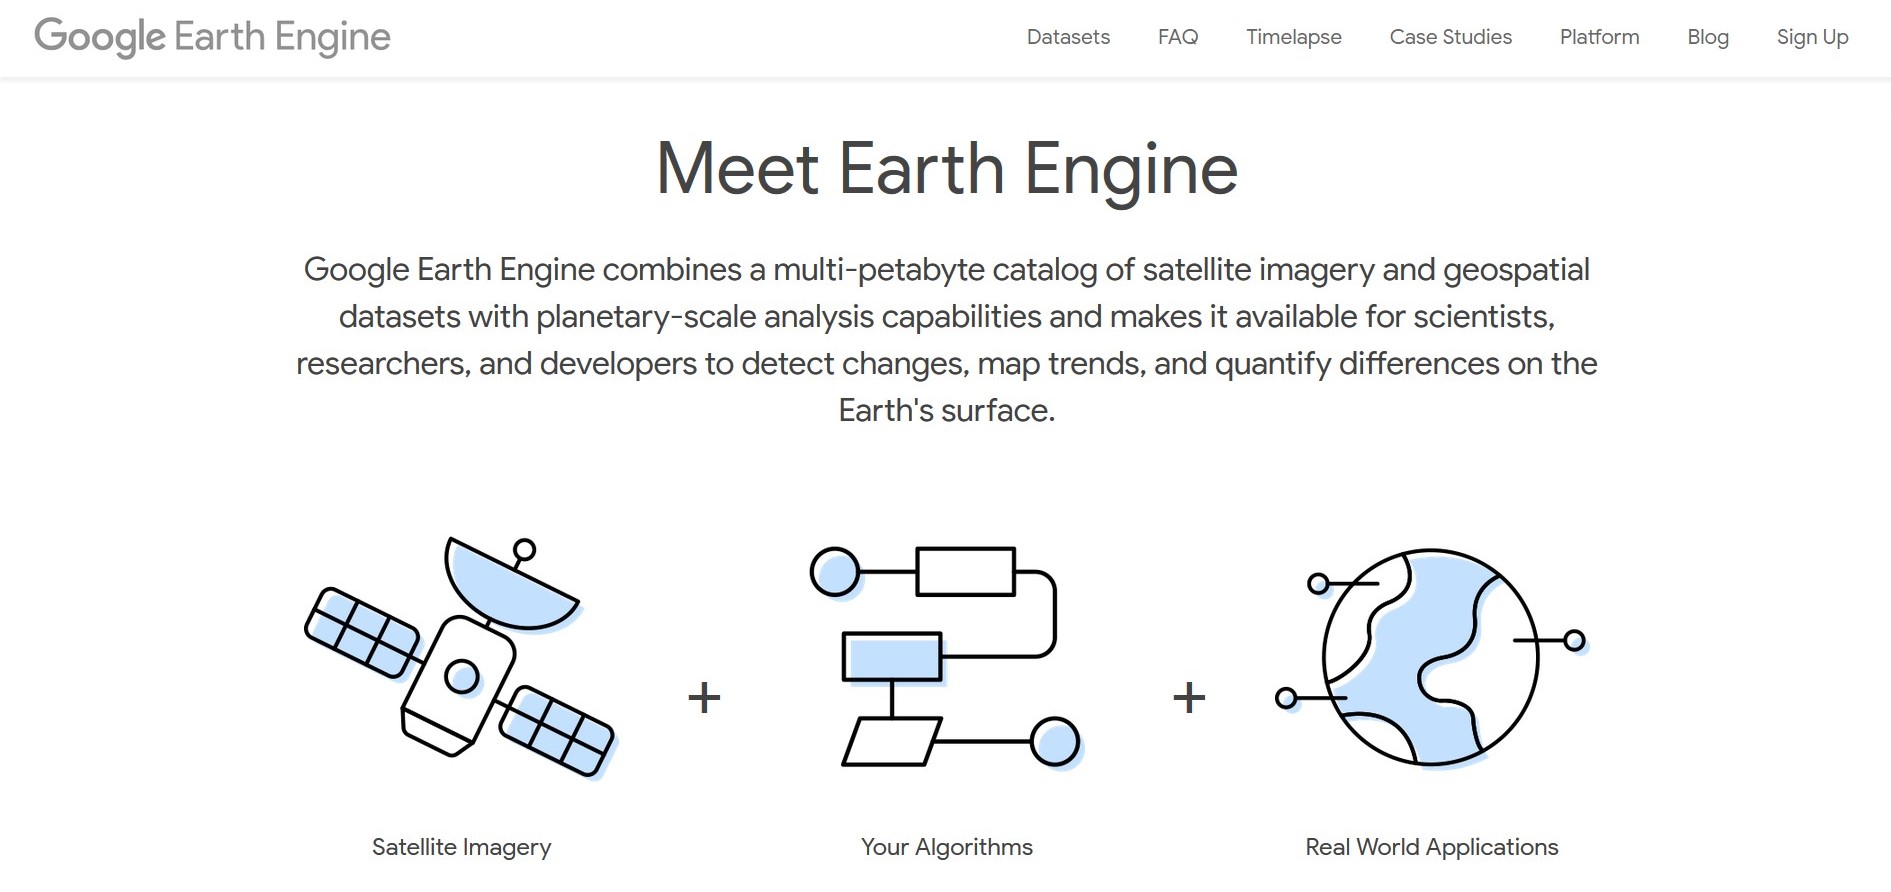 Google Earth Engine
Datasets FAQ Timelapse Case Studies Platform Blog Sign Up
Meet Earth Engine
Google Earth Engine combines a multi-petabyte catalog of satellite imagery and geospatial
datasets with planetary-scale analysis capabilities and makes it available for scientists,
researchers, and developers to detect changes, map trends, and quantify differences on the
Earth's surface.
+ +
Satellite Imagery
Your Algorithms
Real World Applications